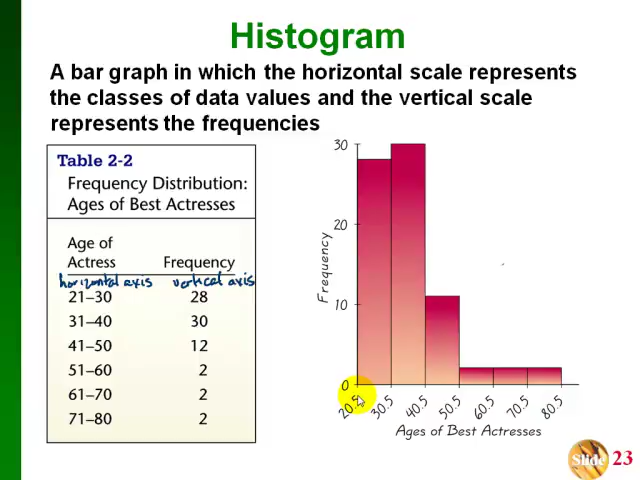 Histogram
A bar graph in which the horizontal scale represents
the classes of data values and the vertical scale
represents the frequencies
Table 2-2
Frequency Distribution:
Ages of Best Actresses
Age of
Actress Frequency
horizontal axis vertical axis
21–30 28
31–40 30
41–50 12
51–60 2
61–70 2
71–80 2
30
20
10
0
Frequency
20.5 30.5 40.5 50.5 60.5 70.5 80.5
Ages of Best Actresses
Slide 23